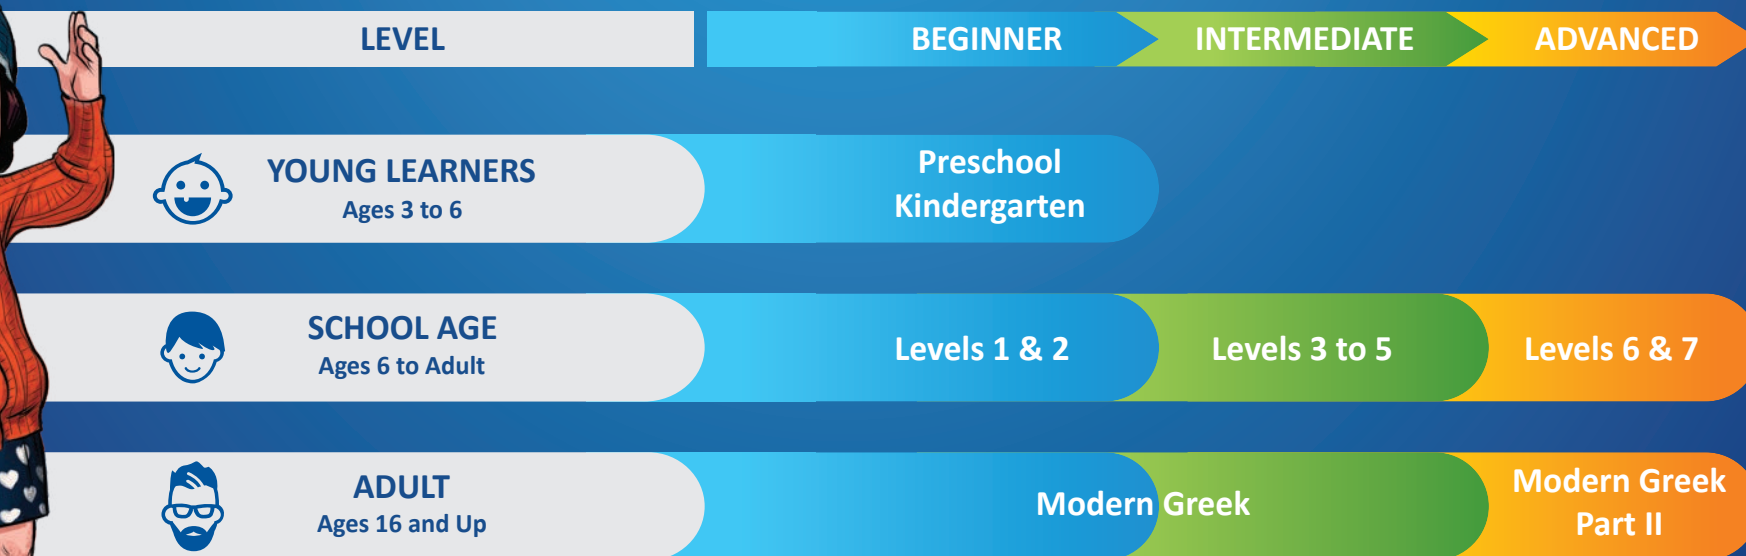 LEVEL
BEGINNER
INTERMEDIATE
ADVANCED
YOUNG LEARNERS
Ages 3 to 6
Preschool
Kindergarten
SCHOOL AGE
Ages 6 to Adult
Levels 1 & 2
Levels 3 to 5
Levels 6 & 7
ADULT
Ages 16 and Up
Modern Greek
Modern Greek
Part II